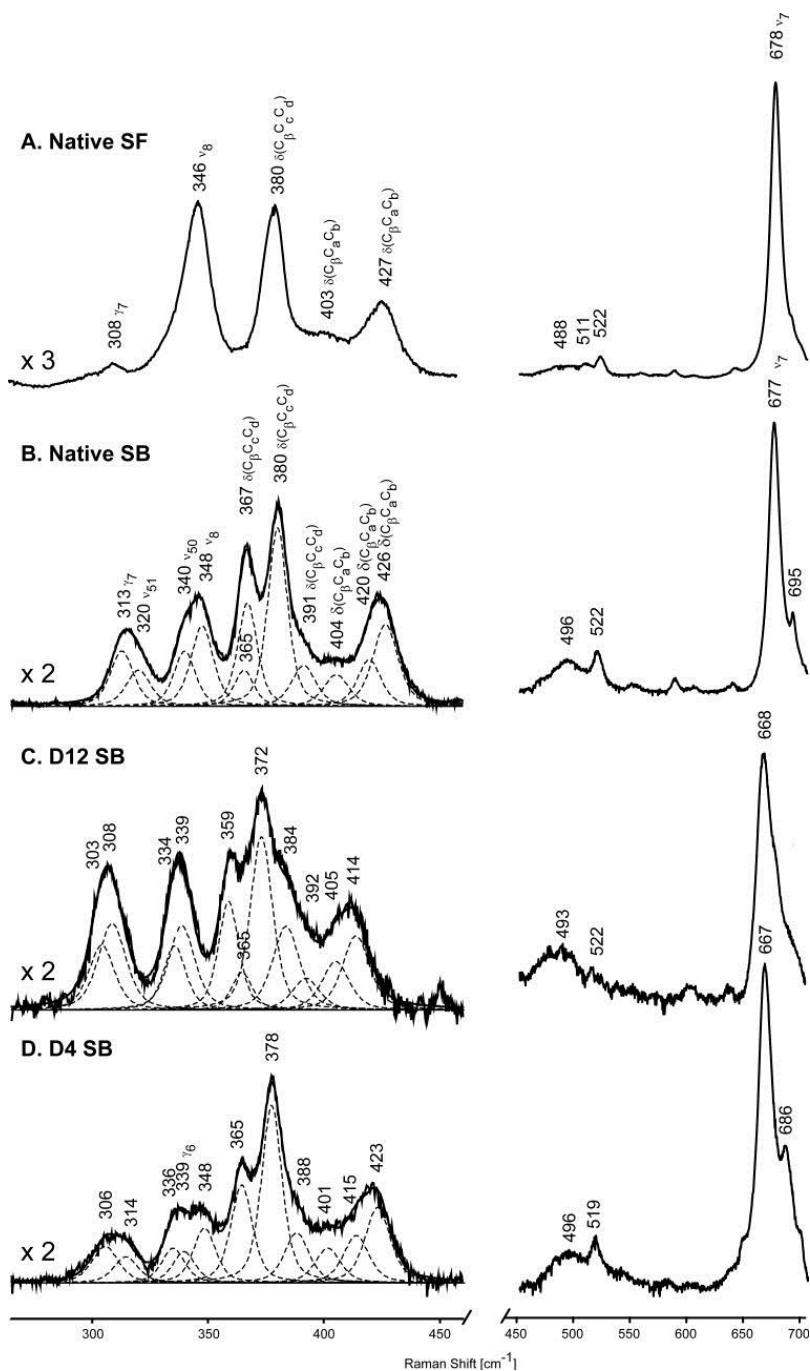 678 ν7
A. Native SF
346 ν8
380 δ(CβCcCd)
403 δ(CβCaCb)
427 δ(CβCaCb)
308 γ7
x 3
488
511
522
677 ν7
B. Native SB
367 δ(CβCcCd)
380 δ(CβCcCd)
391 δ(CβCcCd)
404 δ(CβCaCb)
420 δ(CβCaCb)
426 δ(CβCaCb)
313 γ7
320 ν51
340 ν50
348 ν8
365
x 2
496
522
695
C. D12 SB
303
308
334
339
359
365
372
384
392
405
414
x 2
493
522
668
D. D4 SB
306
314
336
339 γ6
348
365
378
388
401
415
423
x 2
496
519
667
686
300 350 400 450 450 500 550 600 650 700
Raman Shift [cm-1]